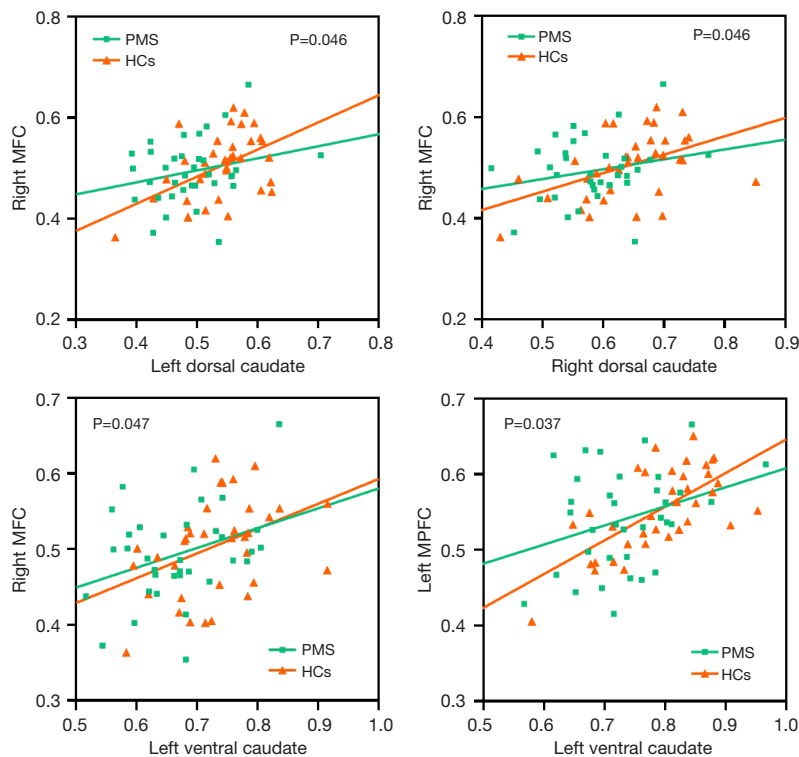 0.8
PMS
HCs
P=0.046
0.6
0.4
0.2
Right MFC
0.3 0.4 0.5 0.6 0.7 0.8
Left dorsal caudate
0.8
PMS
HCs
P=0.046
0.6
0.4
0.2
Right MFC
0.4 0.5 0.6 0.7 0.8 0.9
Right dorsal caudate
0.7
P=0.047
0.6
0.5
0.4
0.3
Right MFC
PMS
HCs
0.5 0.6 0.7 0.8 0.9 1.0
Left ventral caudate
0.7
P=0.037
0.6
0.5
0.4
0.3
Left MPFC
PMS
HCs
0.5 0.6 0.7 0.8 0.9 1.0
Left ventral caudate